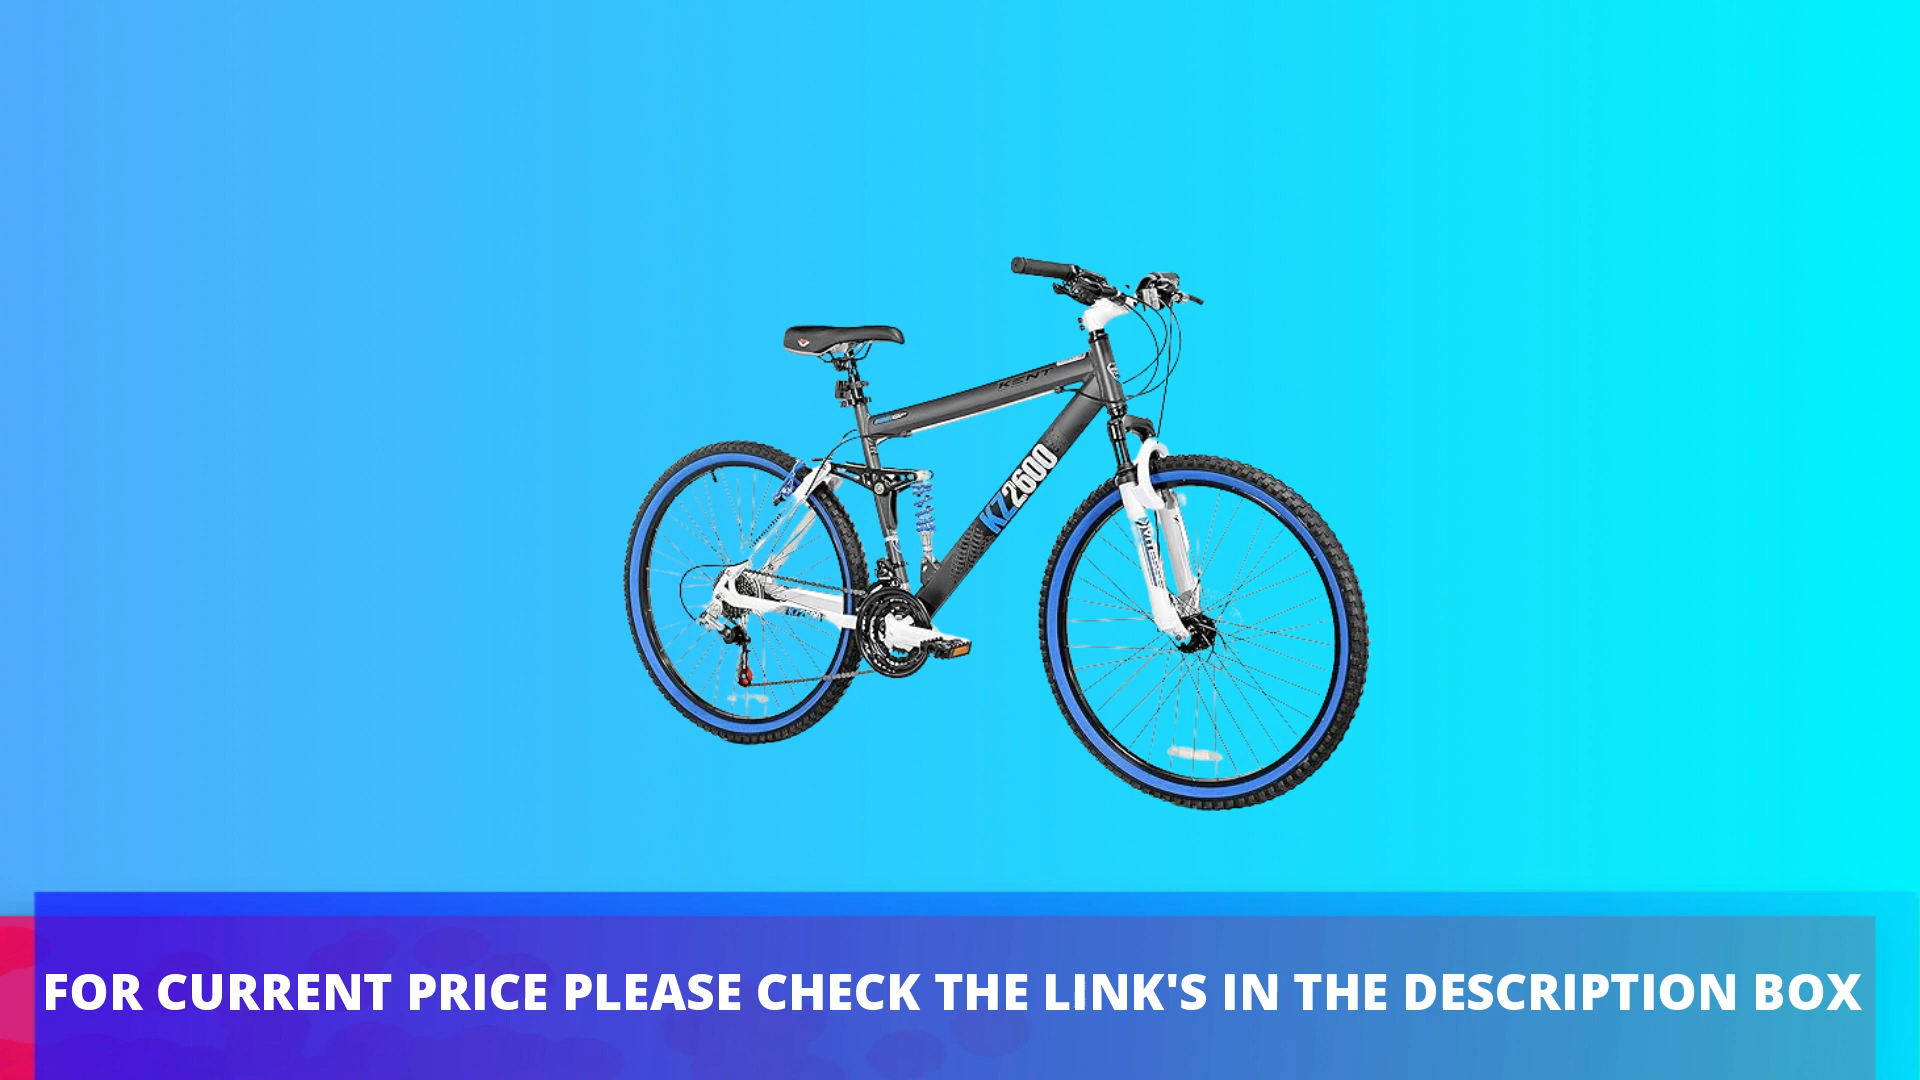 KENT
KZ2600
FOR CURRENT PRICE PLEASE CHECK THE LINK'S IN THE DESCRIPTION BOX